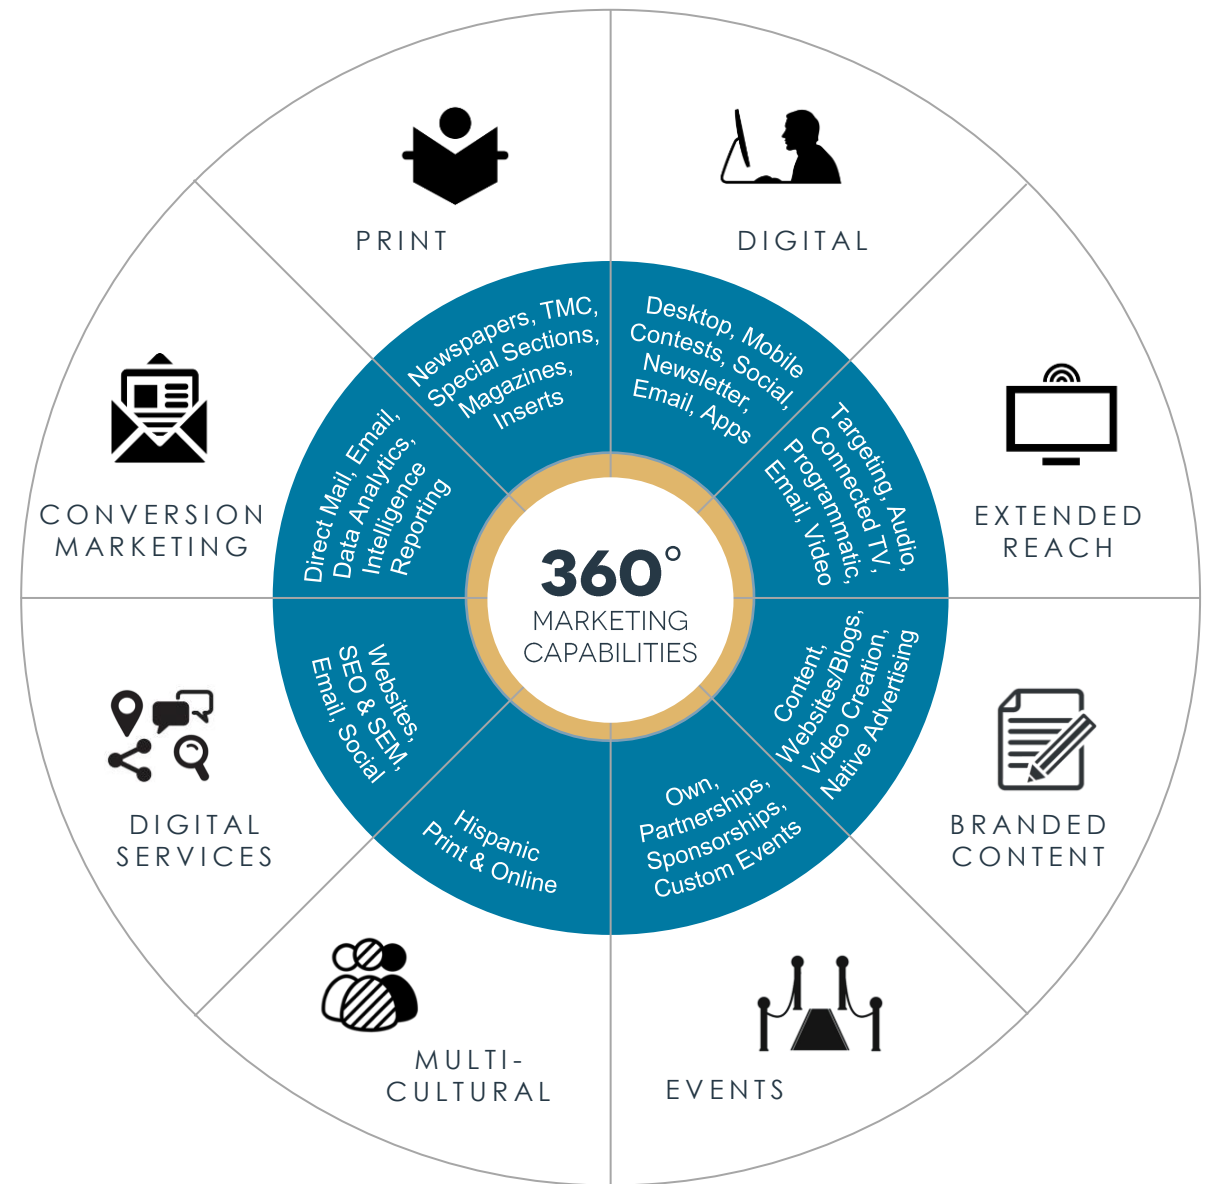 PRINT
Newspapers, TMC,
Special Sections,
Magazines,
Inserts
DIGITAL
Desktop, Mobile
Contests, Social,
Newsletter,
Email, Apps
EXTENDED
REACH
Targeting, Audio,
Connected TV,
Programmatic,
Email, Video
BRANDED
CONTENT
Content,
Websites/Blogs,
Video Creation,
Native Advertising
EVENTS
Own,
Partnerships,
Sponsorships,
Custom Events
MULTI-
CULTURAL
Hispanic
Print & Online
DIGITAL
SERVICES
Websites,
SEO & SEM,
Email, Social
CONVERSION
MARKETING
Direct Mail, Email,
Data Analytics,
Intelligence
Reporting
360°
MARKETING
CAPABILITIES